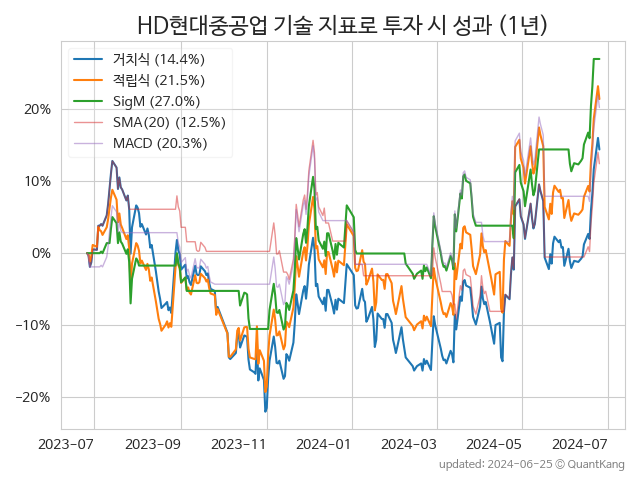 HD현대중공업 기술 지표로 투자 시 성과 (1년)
거치식 (14.4%)
적립식 (21.5%)
SigM (27.0%)
SMA(20) (12.5%)
MACD (20.3%)
20%
10%
0%
−10%
−20%
2023-07 2023-09 2023-11 2024-01 2024-03 2024-05 2024-07
updated: 2024-06-25 ⓒ QuantKang